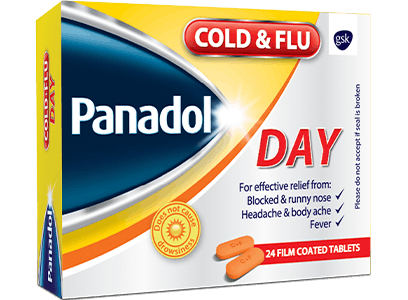 COLD & FLU
gsk
Panadol
DAY
For effective relief from:
Blocked & runny nose ✓
Headache & body ache ✓
Fever ✓
Does not cause drowsiness
24 FILM COATED TABLETS
Please do not accept if seal is broken
COLD & FLU
DAY
Panadol